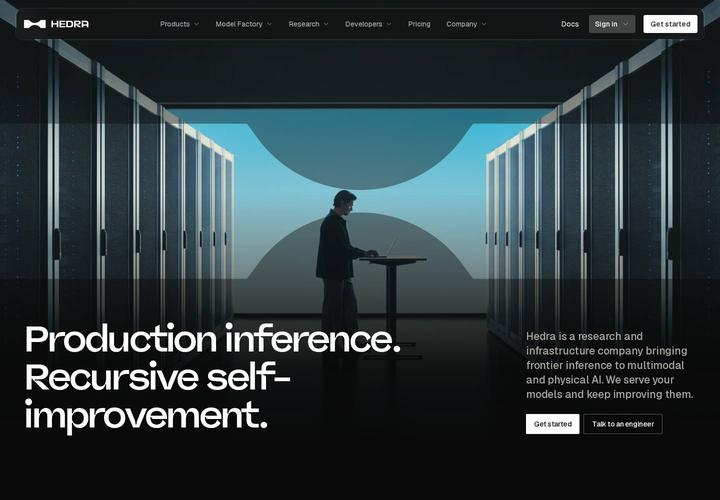 HEDRA
Products
Model Factory
Research
Developers
Pricing
Company
Docs
Sign in
Get started
Production inference.
Recursive self-
improvement.
Hedra is a research and
infrastructure company bringing
frontier inference to multimodal
and physical AI. We serve your
models and keep improving them.
Get started
Talk to an engineer